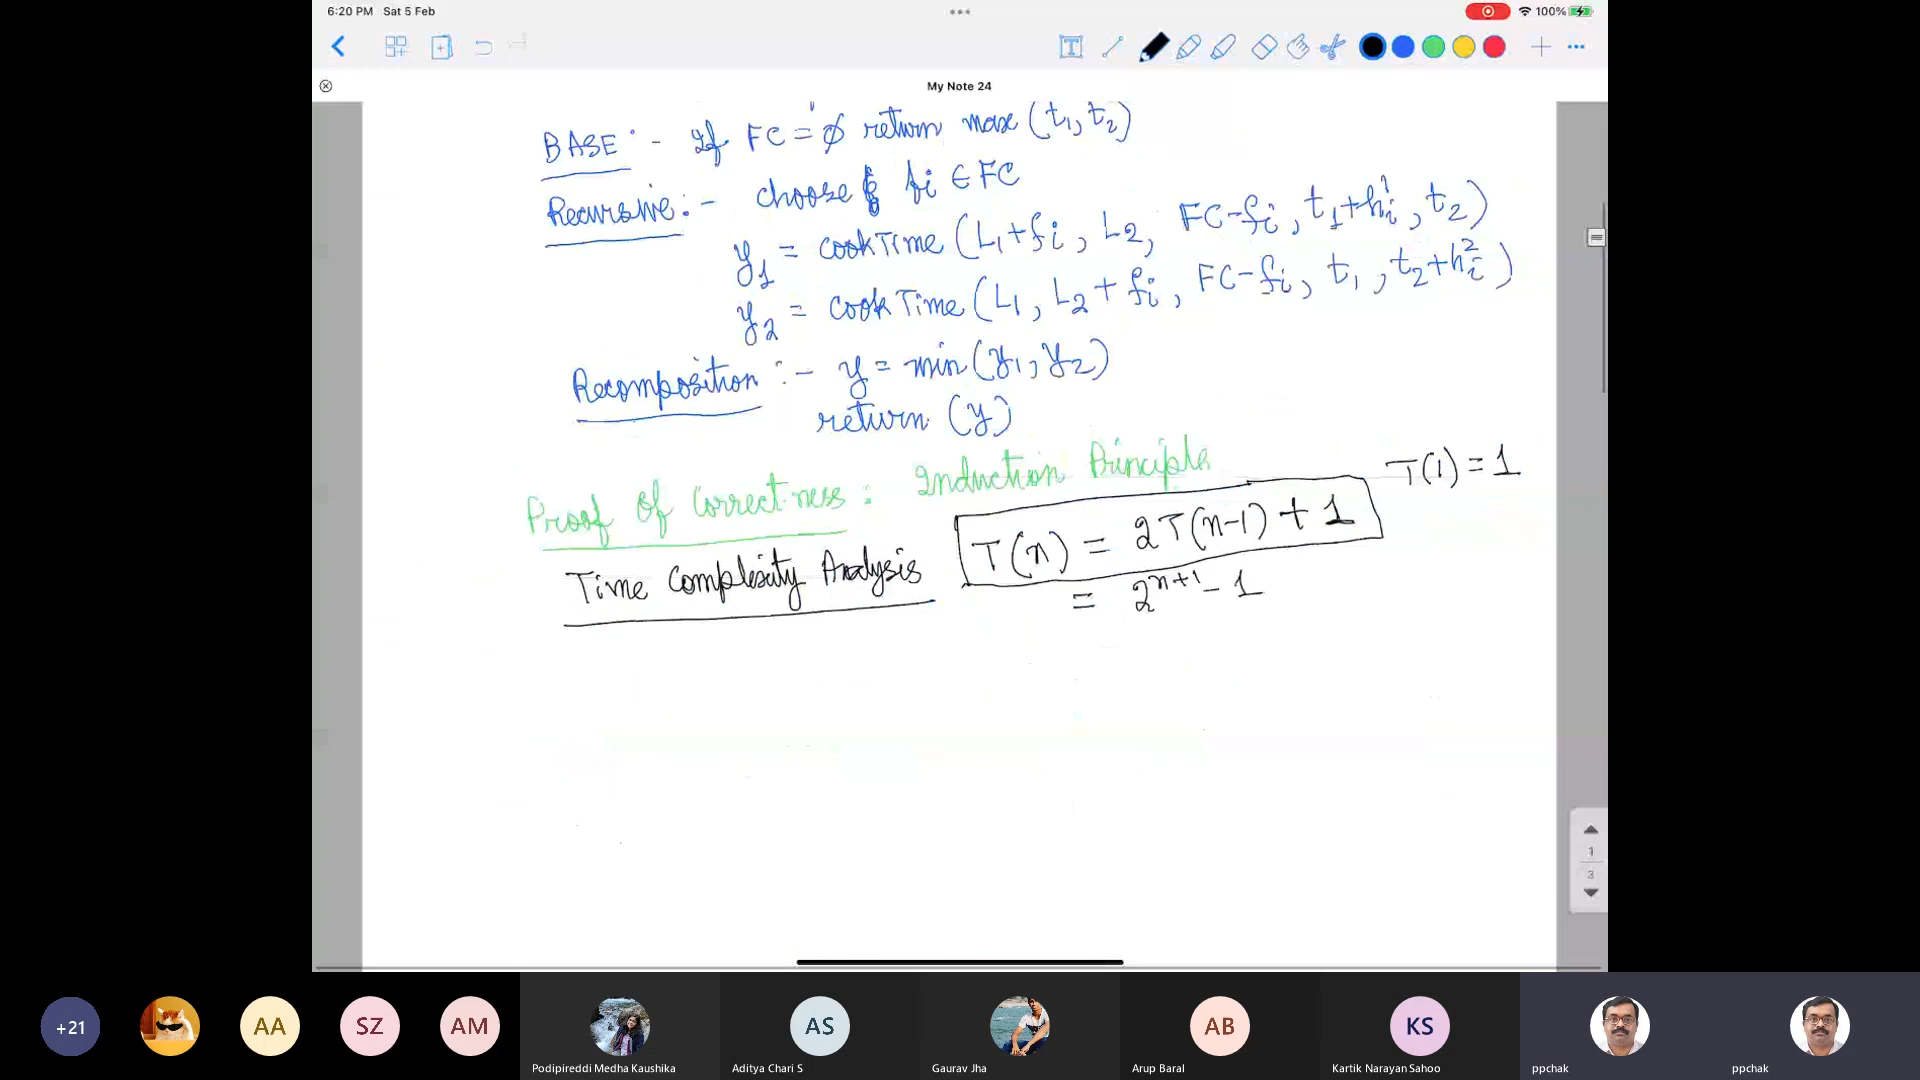 6:20 PM Sat 5 Feb
100%
My Note 24
BASE :- If FC = ϕ return max (t₁, t₂)
Recursive :- choose fi ∈ FC
y₁ = cookTime (L₁+fi, L₂, FC-fi, t₁+hᵢ¹, t₂)
y₂ = cookTime (L₁, L₂+fi, FC-fi, t₁, t₂+hᵢ²)
Recomposition :- y = min (y₁, y₂)
return (y)
Proof of Correctness : Induction Principle
T(1) = 1
Time Complexity Analysis T(n) = 2T(n-1) + 1
= 2ⁿ⁺¹ - 1
1
3
+21
AA
SZ
AM
AS
AB
KS
Podipireddi Medha Kaushika
Aditya Chari S
Gaurav Jha
Arup Baral
Kartik Narayan Sahoo
ppchak
ppchak